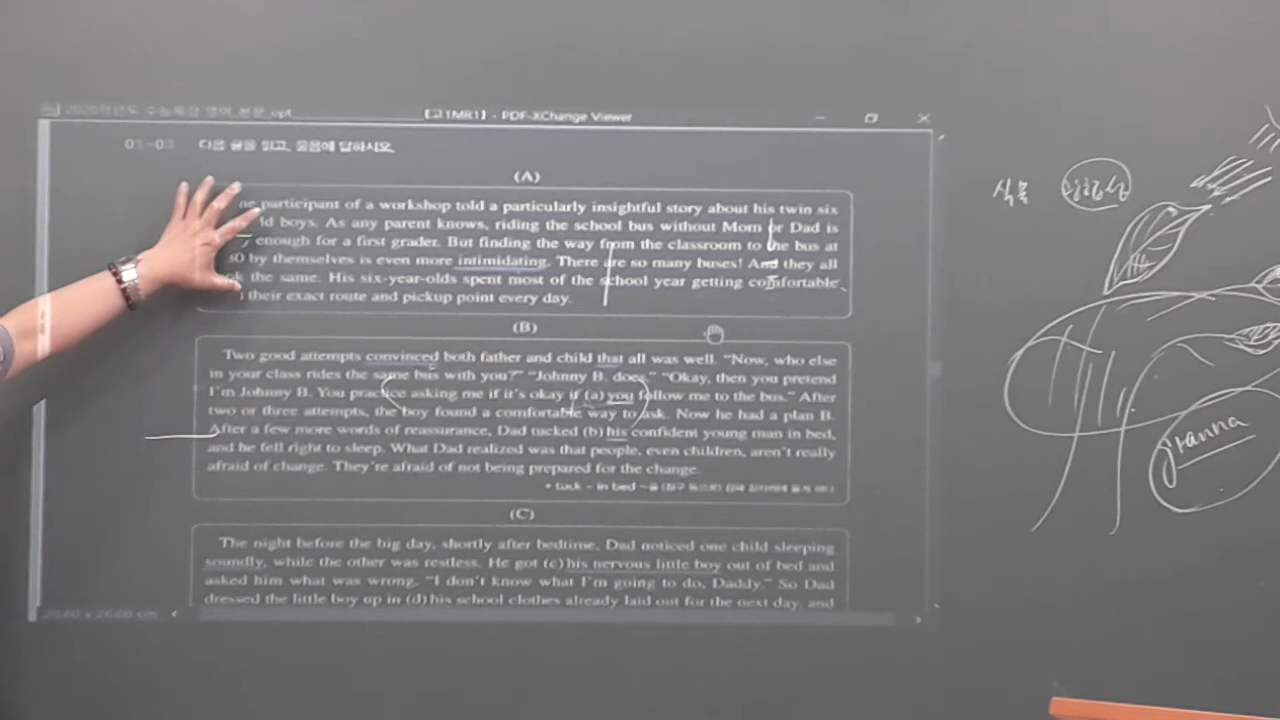 2020학년도 수능특강 영어_본문_opt 【고1MR1】 - PDF-XChange Viewer
01-03 다음 글을 읽고, 물음에 답하시오.
(A)
ne participant of a workshop told a particularly insightful story about his twin six
ld boys. As any parent knows, riding the school bus without Mom or Dad is
y enough for a first grader. But finding the way from the classroom to the bus at
30 by themselves is even more intimidating. There are so many buses! And they all
ok the same. His six-year-olds spent most of the school year getting comfortable
their exact route and pickup point every day.
(B)
Two good attempts convinced both father and child that all was well. “Now, who else
in your class rides the same bus with you?” “Johnny B. does.” “Okay, then you pretend
I’m Johnny B. You practice asking me if it’s okay if (a) you follow me to the bus.” After
two or three attempts, the boy found a comfortable way to ask. Now he had a plan B.
After a few more words of reassurance, Dad tucked (b) his confident young man in bed,
and he fell right to sleep. What Dad realized was that people, even children, aren’t really
afraid of change. They’re afraid of not being prepared for the change.
* tuck ~ in bed
(C)
The night before the big day, shortly after bedtime, Dad noticed one child sleeping
soundly, while the other was restless. He got (c) his nervous little boy out of bed and
asked him what was wrong. “I don’t know what I’m going to do, Daddy.” So Dad
dressed the little boy up in (d) his school clothes already laid out for the next day, and
식물 광합성